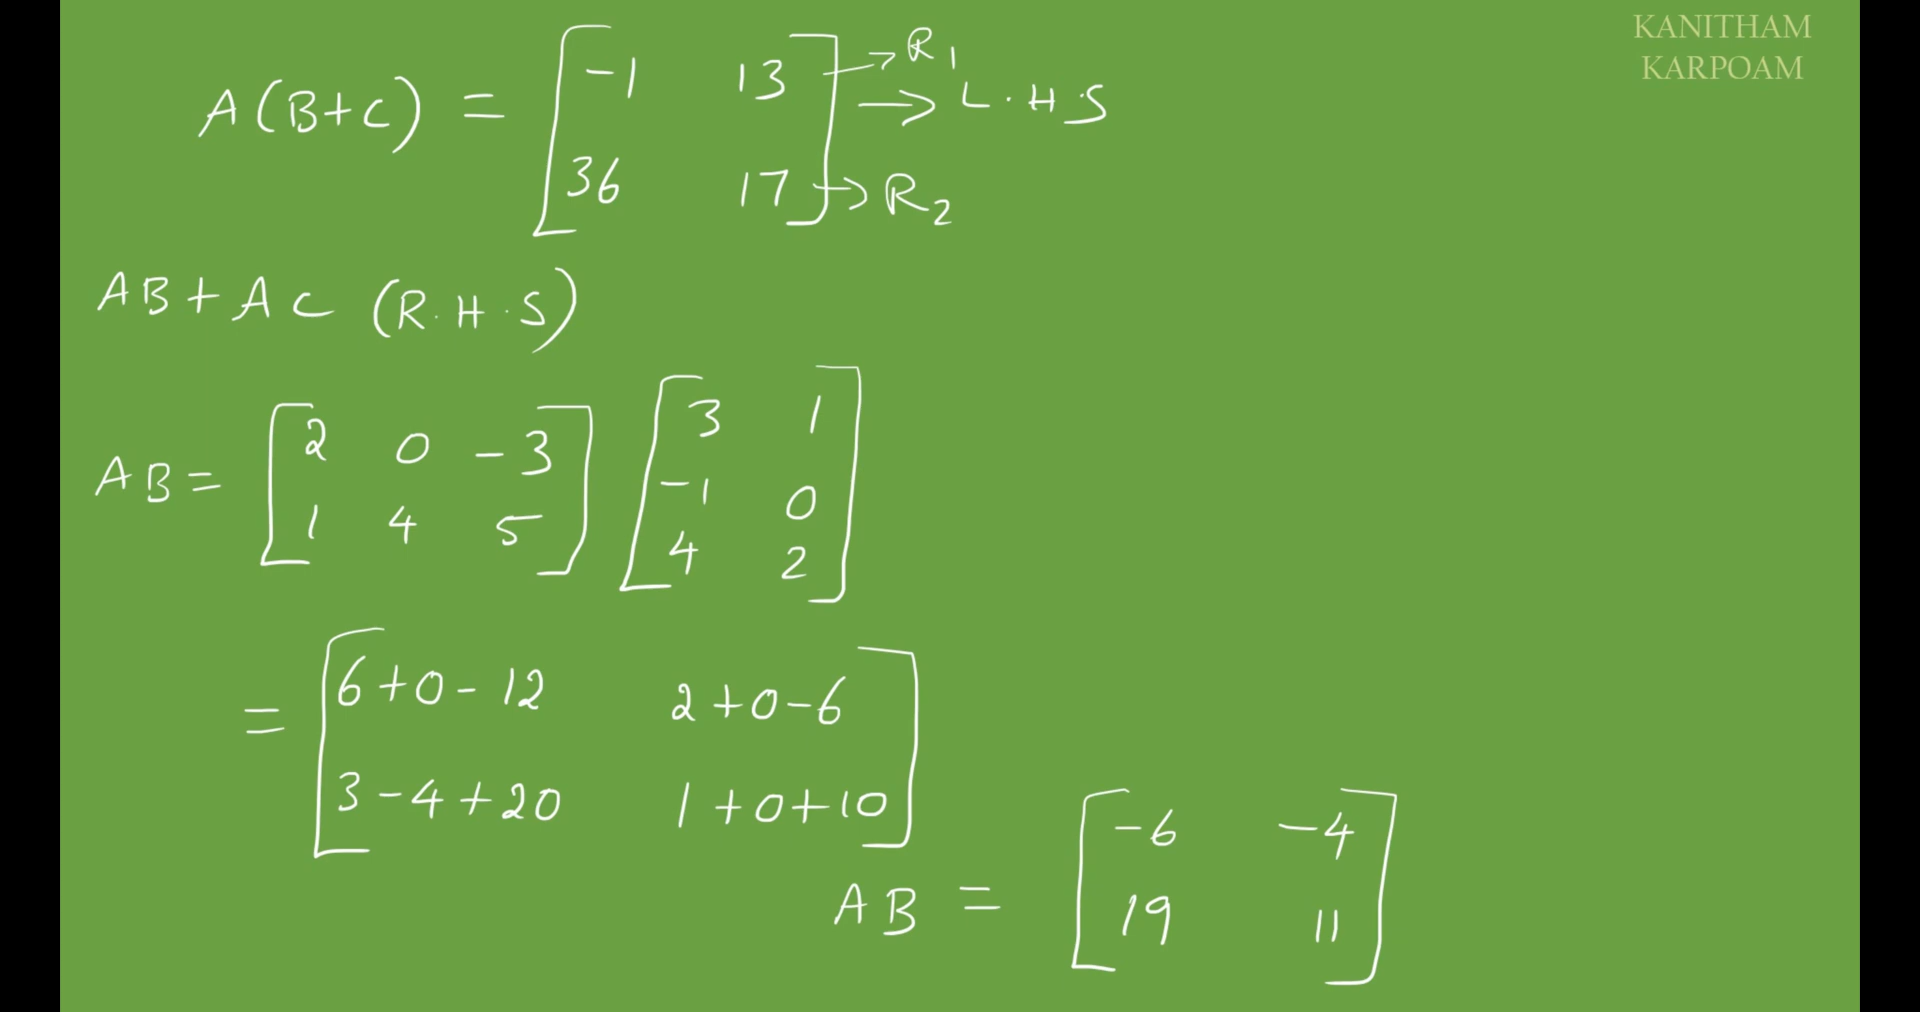 KANITHAM
KARPOAM
A(B+C) = [ -1 13 ] → R1
→ L.H.S
[ 36 17 ] → R2
AB + AC (R.H.S)
AB = [ 2 0 -3 ] [ 3 1 ]
[ 1 4 5 ] [ -1 0 ]
[ 4 2 ]
= [ 6+0-12 2+0-6 ]
[ 3-4+20 1+0+10 ]
AB = [ -6 -4 ]
[ 19 11 ]